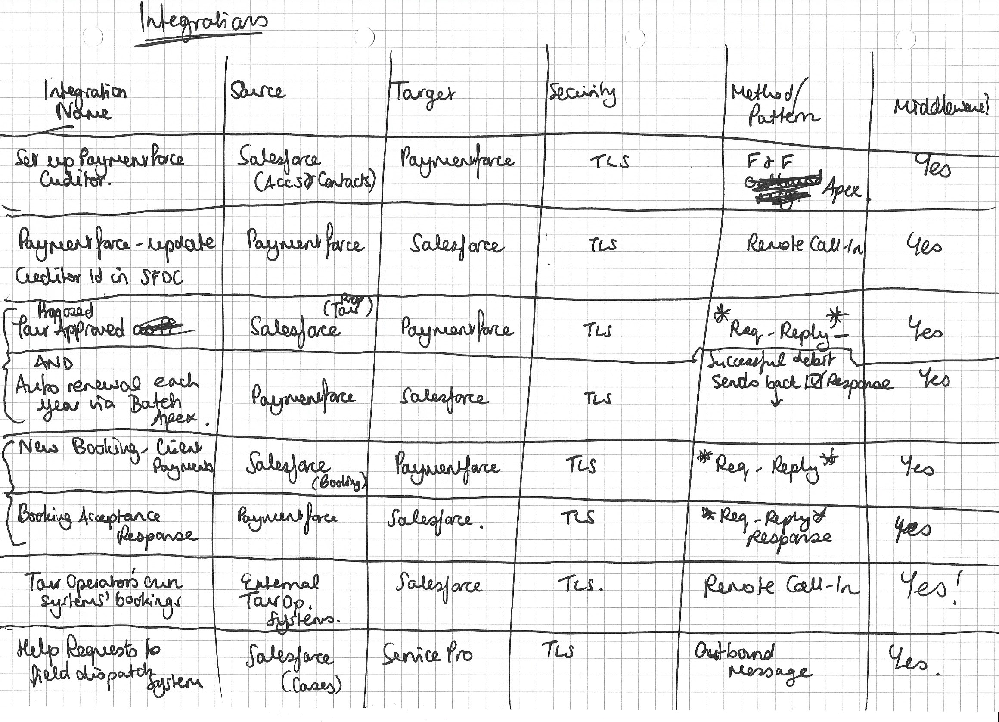 Integrations
Integration Name
Source
Target
Security
Method/ Pattern
Middleware?
Set up Paymentforce
Creditor.
Salesforce
(Accs & Contacts)
Paymentforce
TLS
F & F
Apex.
Yes
Paymentforce - update
Creditor Id in SFDC
Paymentforce
Salesforce
TLS
Remote Call-In
Yes
Proposed
Tour Approved
(Prop Tour)
Salesforce
Paymentforce
TLS
* Req - Reply * -
Yes
AND
Auto renewal each
year via Batch
Apex.
Paymentforce
Salesforce
TLS
Successful debit
sends back ☑ Response
↓
Yes
New Booking - Client
Payments
Salesforce
(Booking)
Paymentforce
TLS
* Req - Reply *
Yes
Booking Acceptance
Response
Paymentforce
Salesforce.
TLS
* Req - Reply *
Response
Yes
Tour Operators' own
systems' bookings
External
Tour Op.
Systems.
Salesforce
TLS.
Remote Call-In
Yes!
Help Requests to
field dispatch
system
Salesforce
(Cases)
Service Pro
TLS
Outbound
Message
Yes.